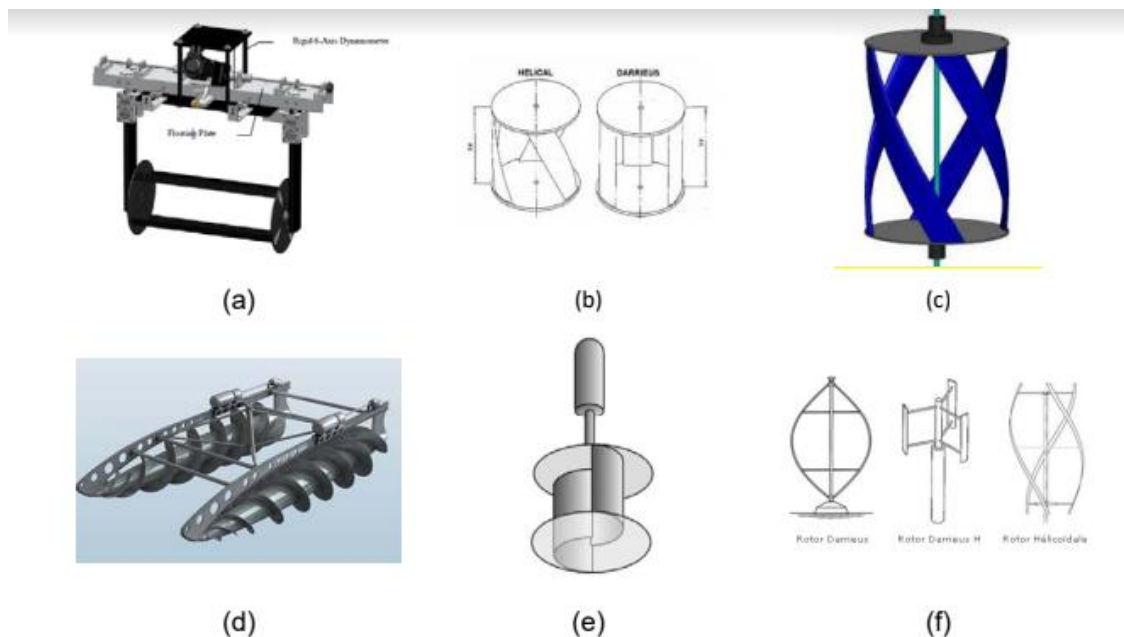 Rigid 6-Axis Dynamometer
Floating Plate
HELICAL
DARRIEUS
(a)
(b)
(c)
Rotor Darrieus
Rotor Darrieus H
Rotor Hélicoïdale
(d)
(e)
(f)